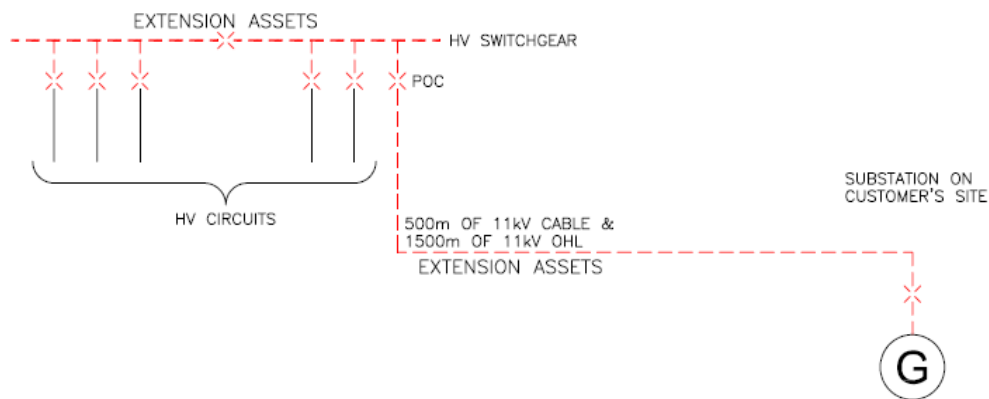 EXTENSION ASSETS
HV SWITCHGEAR
POC
HV CIRCUITS
SUBSTATION ON
CUSTOMER'S SITE
500m OF 11kV CABLE &
1500m OF 11kV OHL
EXTENSION ASSETS
G